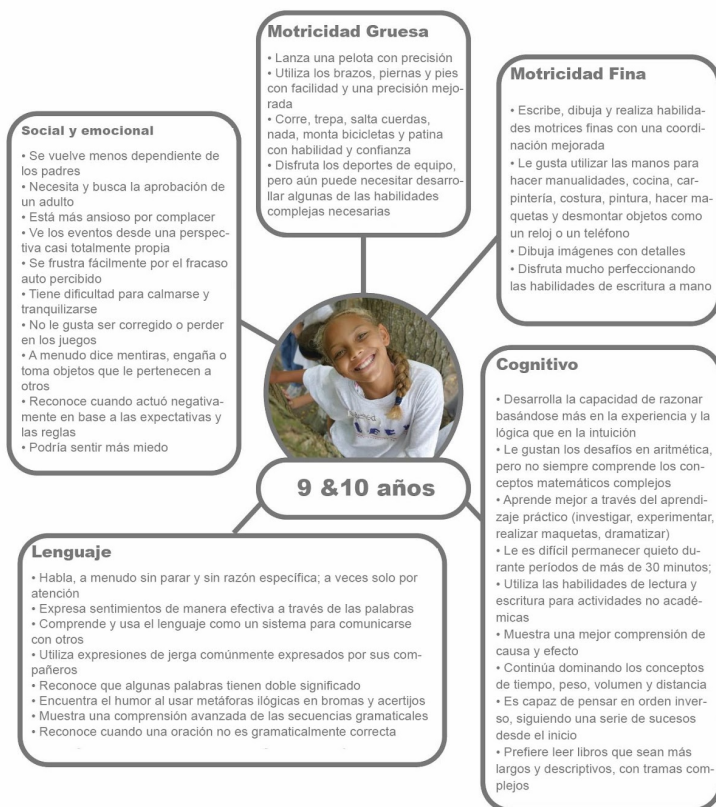 Motricidad Gruesa
• Lanza una pelota con precisión
• Utiliza los brazos, piernas y pies
con facilidad y una precisión mejo-
rada
• Corre, trepa, salta cuerdas,
nada, monta bicicletas y patina
con habilidad y confianza
• Disfruta los deportes de equipo,
pero aún puede necesitar desarro-
llar algunas de las habilidades
complejas necesarias
Motricidad Fina
• Escribe, dibuja y realiza habilida-
des motrices finas con una coordi-
nación mejorada
• Le gusta utilizar las manos para
hacer manualidades, cocina, car-
pintería, costura, pintura, hacer ma-
quetas y desmontar objetos como
un reloj o un teléfono
• Dibuja imágenes con detalles
• Disfruta mucho perfeccionando
las habilidades de escritura a mano
Social y emocional
• Se vuelve menos dependiente de
los padres
• Necesita y busca la aprobación de
un adulto
• Está más ansioso por complacer
• Ve los eventos desde una perspec-
tiva casi totalmente propia
• Se frustra fácilmente por el fracaso
auto percibido
• Tiene dificultad para calmarse y
tranquilizarse
• No le gusta ser corregido o perder
en los juegos
• A menudo dice mentiras, engaña o
toma objetos que le pertenecen a
otros
• Reconoce cuando actuó negativa-
mente en base a las expectativas y
las reglas
• Podría sentir más miedo
9 &10 años
Cognitivo
• Desarrolla la capacidad de razonar
basándose más en la experiencia y la
lógica que en la intuición
• Le gustan los desafíos en aritmética,
pero no siempre comprende los con-
ceptos matemáticos complejos
• Aprende mejor a través del aprendi-
zaje práctico (investigar, experimentar,
realizar maquetas, dramatizar)
• Le es difícil permanecer quieto du-
rante períodos de más de 30 minutos;
• Utiliza las habilidades de lectura y
escritura para actividades no acadé-
micas
• Muestra una mejor comprensión de
causa y efecto
• Continúa dominando los conceptos
de tiempo, peso, volumen y distancia
• Es capaz de pensar en orden inver-
so, siguiendo una serie de sucesos
desde el inicio
• Prefiere leer libros que sean más
largos y descriptivos, con tramas com-
plejos
Lenguaje
• Habla, a menudo sin parar y sin razón específica; a veces solo por
atención
• Expresa sentimientos de manera efectiva a través de las palabras
• Comprende y usa el lenguaje como un sistema para comunicarse
con otros
• Utiliza expresiones de jerga comúnmente expresados por sus com-
pañeros
• Reconoce que algunas palabras tienen doble significado
• Encuentra el humor al usar metáforas ilógicas en bromas y acertijos
• Muestra una comprensión avanzada de las secuencias gramaticales
• Reconoce cuando una oración no es gramaticalmente correcta